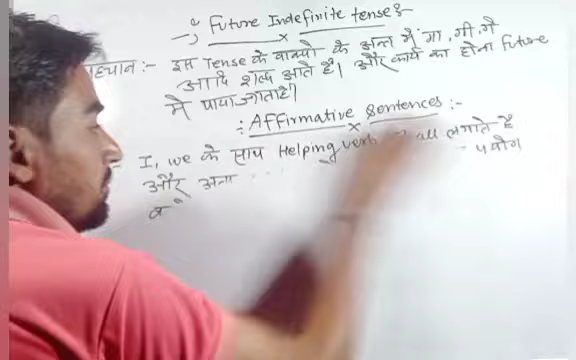 Future Indefinite tense :-
पहचान :- इस Tense के वाक्यो के अन्त में गा, गी, गे
आदि शब्द आते है। और कार्य का होना Future
मे पाया जाता है।
:- Affirmative Sentences :-
I, we के साथ Helping verb लगाते है
और अन्य प्रयोग